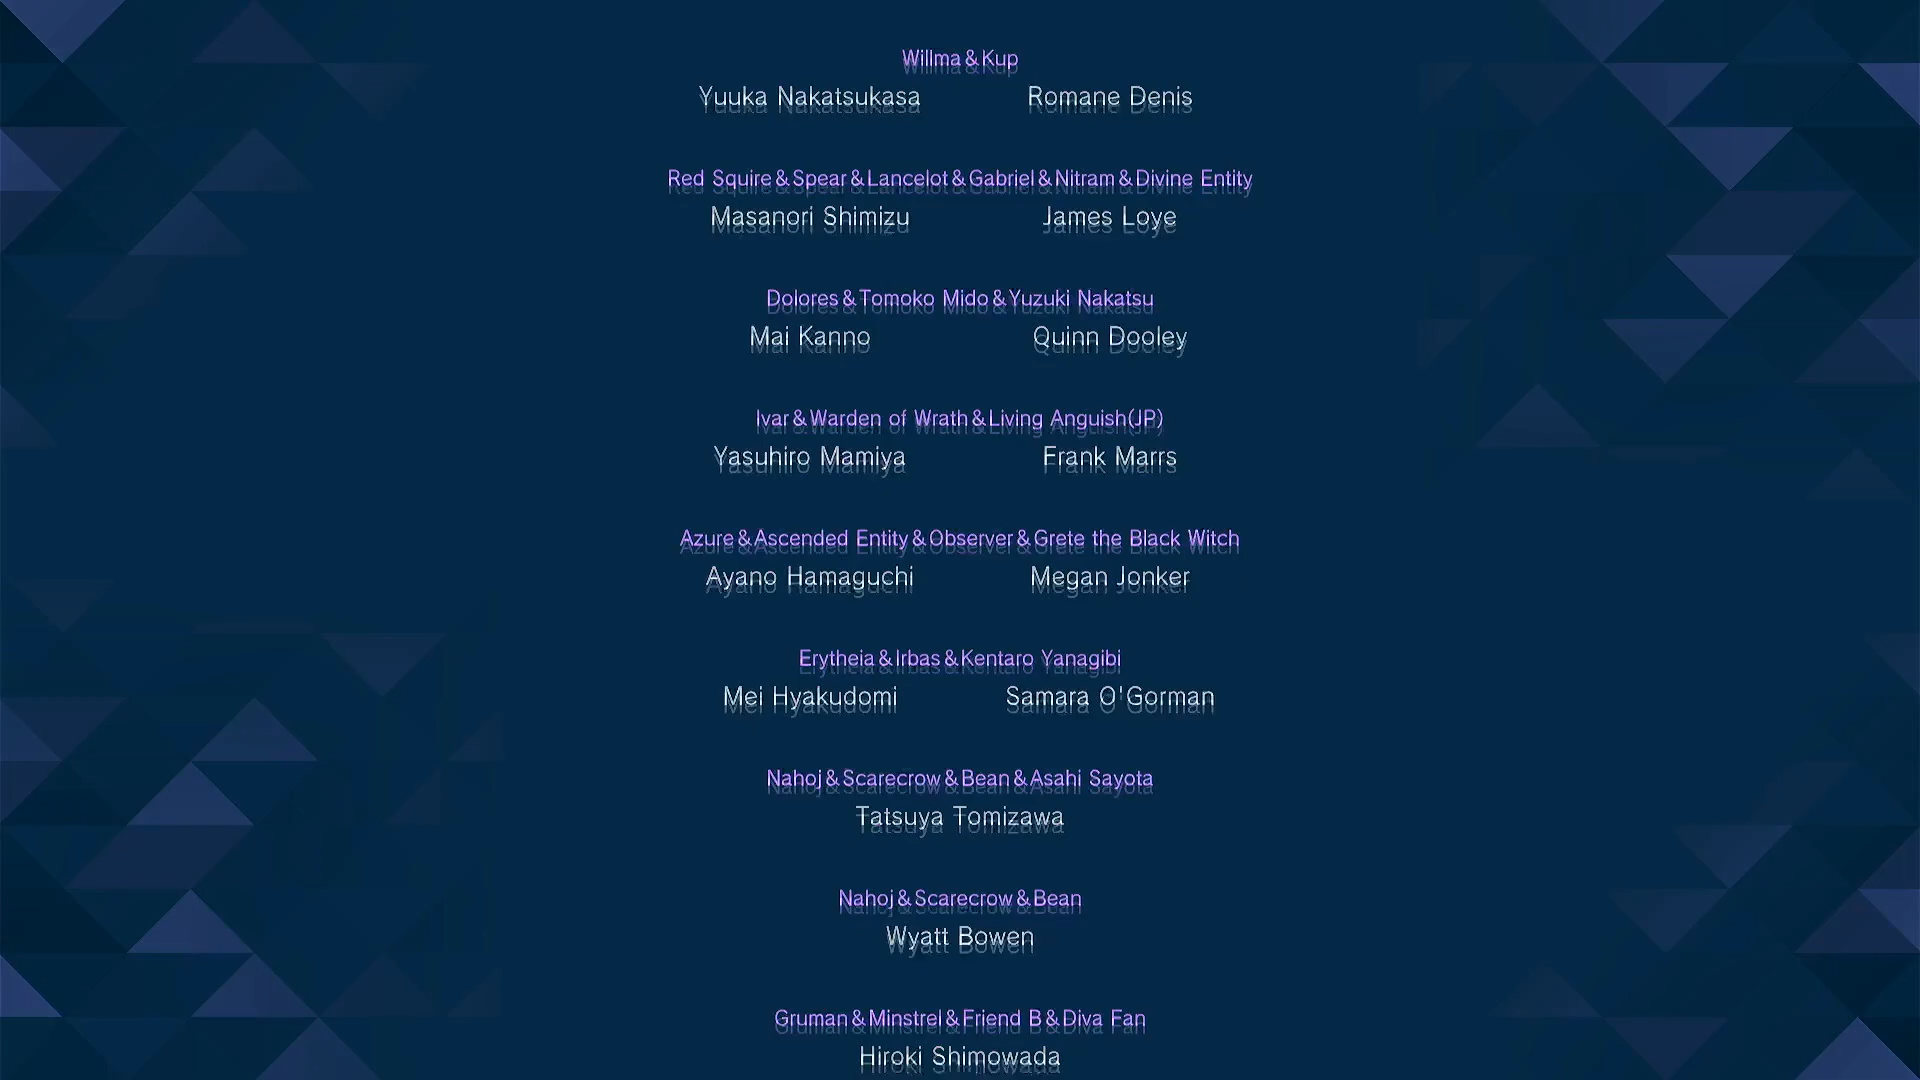 Willma&Kup
Yuuka Nakatsukasa Romane Denis
Red Squire&Spear&Lancelot&Gabriel&Nitram&Divine Entity
Masanori Shimizu James Loye
Dolores&Tomoko Mido&Yuzuki Nakatsu
Mai Kanno Quinn Dooley
Ivar&Warden of Wrath&Living Anguish(JP)
Yasuhiro Mamiya Frank Marrs
Azure&Ascended Entity&Observer&Grete the Black Witch
Ayano Hamaguchi Megan Jonker
Erytheia&Irbas&Kentaro Yanagibi
Mei Hyakudomi Samara O'Gorman
Nahoj&Scarecrow&Bean&Asahi Sayota
Tatsuya Tomizawa
Nahoj&Scarecrow&Bean
Wyatt Bowen
Gruman&Minstrel&Friend B&Diva Fan
Hiroki Shimowada